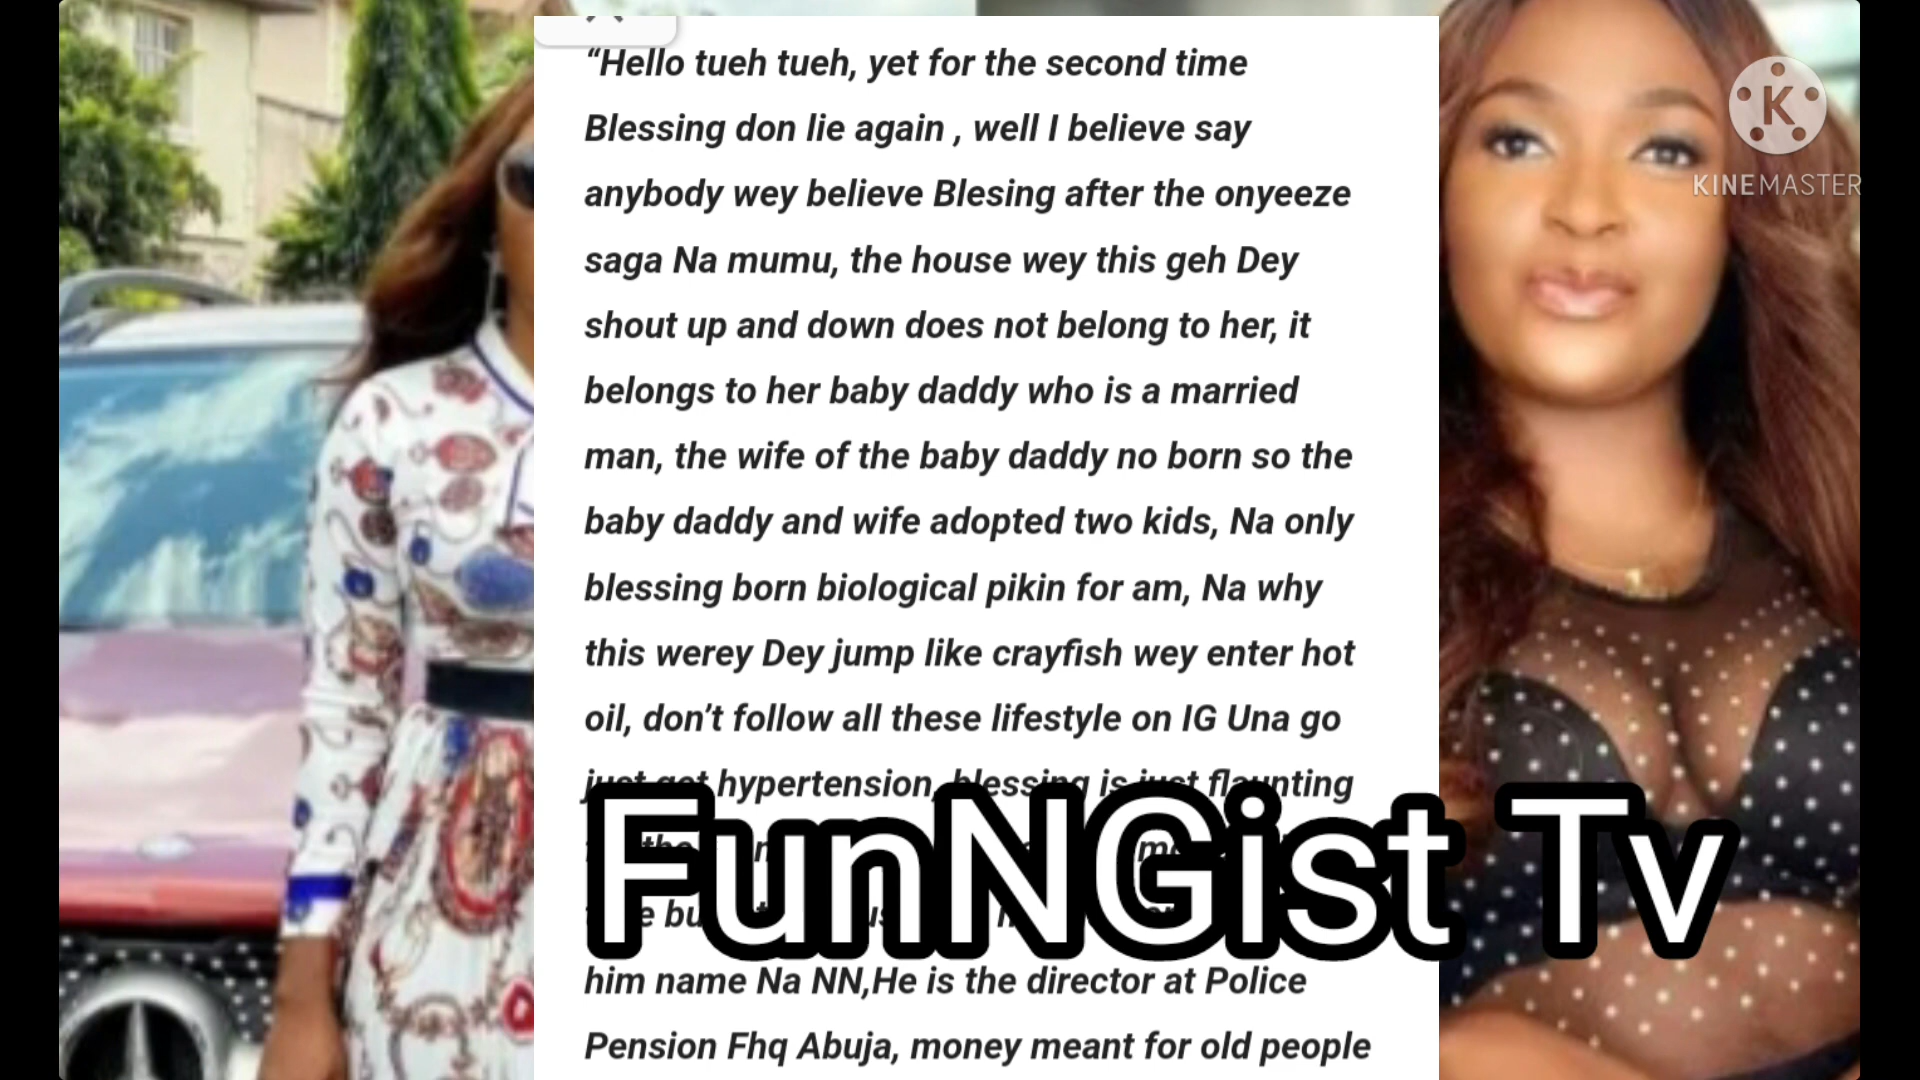 “Hello tueh tueh, yet for the second time
Blessing don lie again , well I believe say
anybody wey believe Blesing after the onyeeze
saga Na mumu, the house wey this geh Dey
shout up and down does not belong to her, it
belongs to her baby daddy who is a married
man, the wife of the baby daddy no born so the
baby daddy and wife adopted two kids, Na only
blessing born biological pikin for am, Na why
this werey Dey jump like crayfish wey enter hot
oil, don’t follow all these lifestyle on IG Una go
just get hypertension, blessing is just flaunting
FunNGist Tv
him name Na NN,He is the director at Police
Pension Fhq Abuja, money meant for old people
K
KINEMASTER